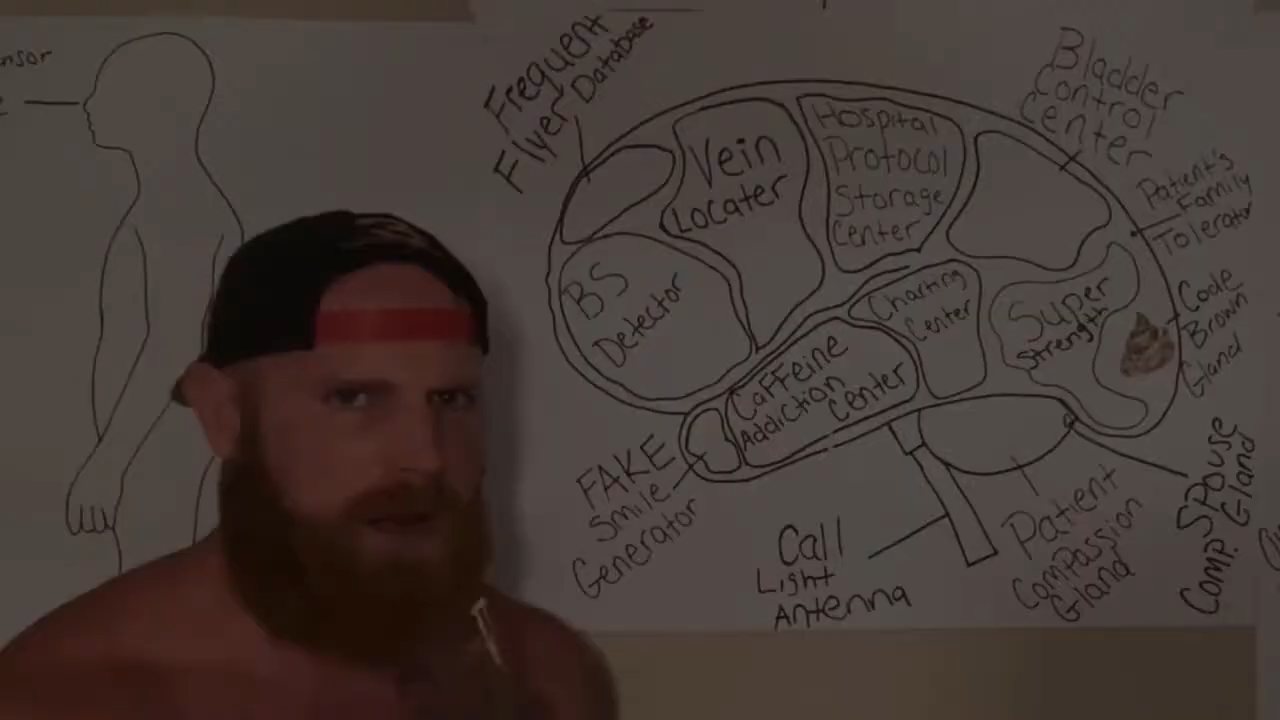 nsor
Frequent
Flyer Database
Vein
Locater
Hospital
Protocol
Storage
Center
Bladder
Control
Center
Patient's
Family
Tolerator
BS
Detector
Charting
Center
Super
Strength
Code
Brown
Gland
Caffeine
Addiction
Center
FAKE
Smile
Generator
Call
Light
Antenna
Patient
Compassion
Gland
Spouse
Comp. Gland